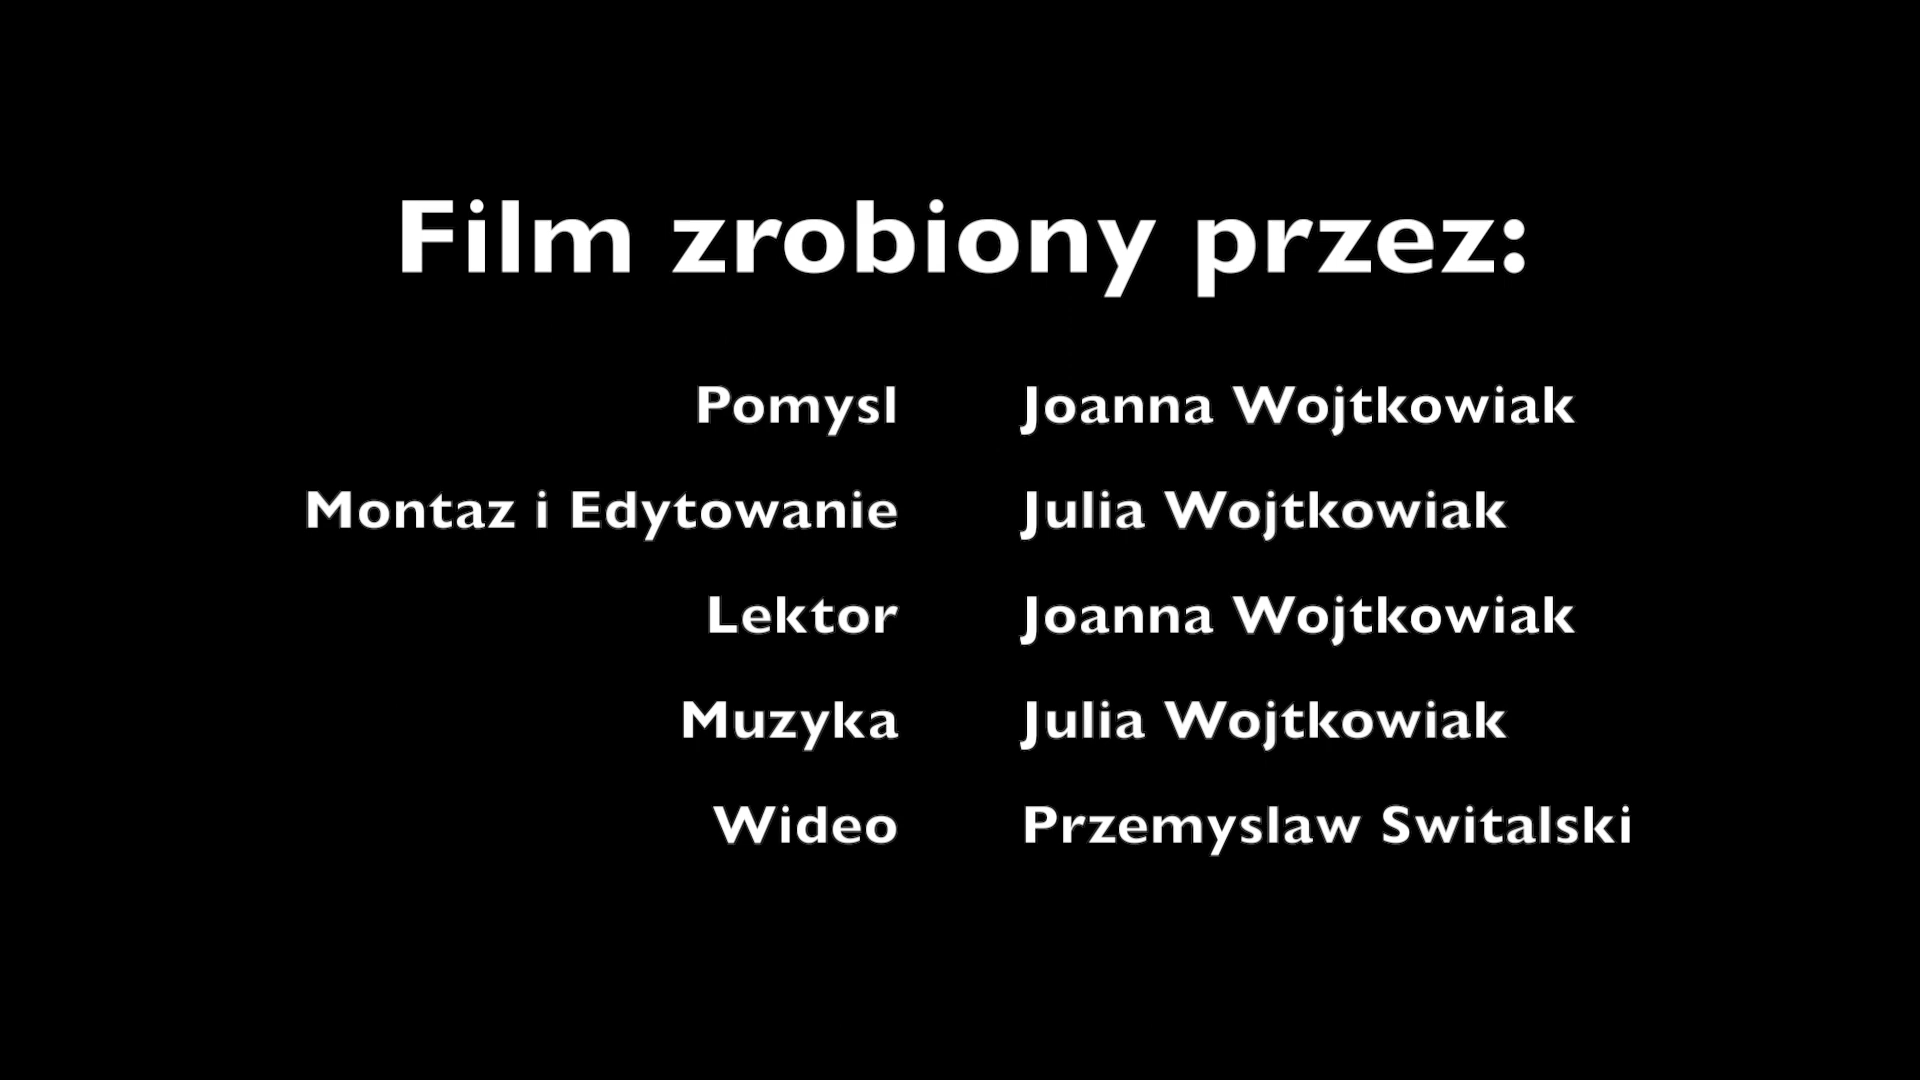 Film zrobiony przez:
Pomysl Joanna Wojtkowiak
Montaz i Edytowanie Julia Wojtkowiak
Lektor Joanna Wojtkowiak
Muzyka Julia Wojtkowiak
Wideo Przemyslaw Switalski